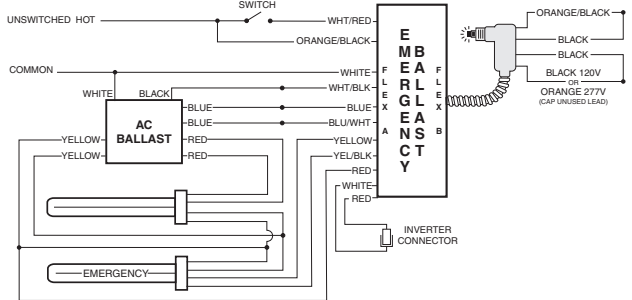 SWITCH
UNSWITCHED HOT
WHT/RED
ORANGE/BLACK
COMMON
WHITE
WHT/BLK
WHITE
BLACK
BLUE
BLUE
BLUE
BLU/WHT
AC
BALLAST
YELLOW
YELLOW
RED
RED
YELLOW
YEL/BLK
RED
WHITE
RED
EMERGENCY
INVERTER
CONNECTOR
FLEX A
EMERGENCY
BALLAST
FLEX B
ORANGE/BLACK
BLACK
BLACK
BLACK 120V
OR
ORANGE 277V
(CAP UNUSED LEAD)